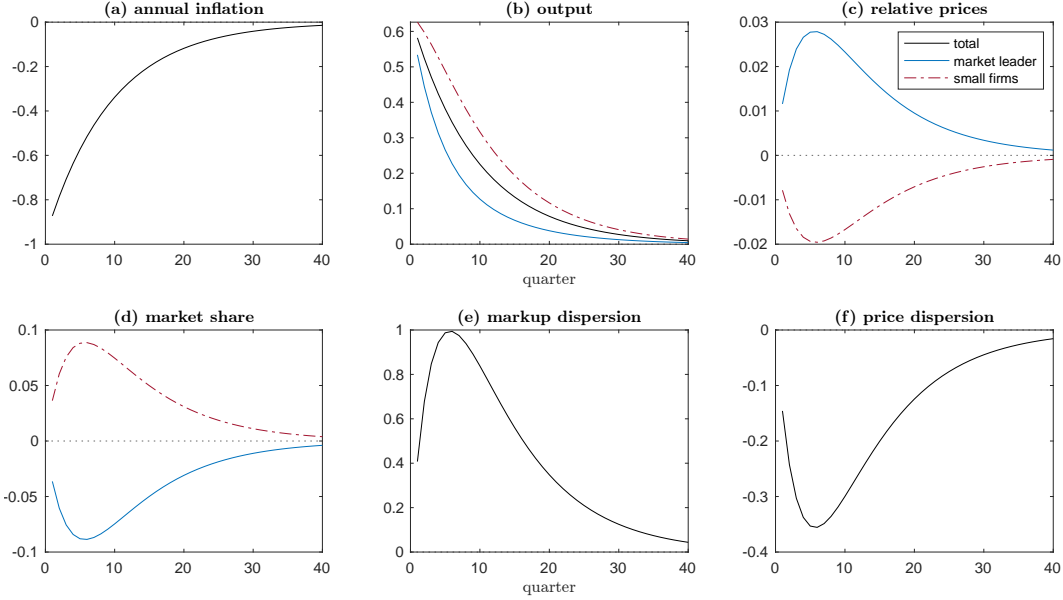 (a) annual inflation
0
-0.2
-0.4
-0.6
-0.8
-1
0 10 20 30 40
(b) output
0.6
0.5
0.4
0.3
0.2
0.1
0
0 10 20 30 40
quarter
(c) relative prices
0.03
0.02
0.01
0
-0.01
-0.02
0 10 20 30 40
total
market leader
small firms
(d) market share
0.1
0.05
0
-0.05
-0.1
0 10 20 30 40
(e) markup dispersion
1
0.8
0.6
0.4
0.2
0
0 10 20 30 40
quarter
(f) price dispersion
0
-0.1
-0.2
-0.3
-0.4
0 10 20 30 40